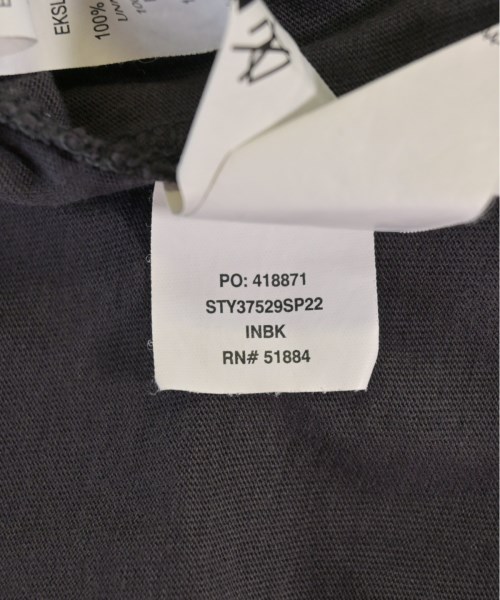 EKSL
100%
PO: 418871
STY37529SP22
INBK
RN# 51884